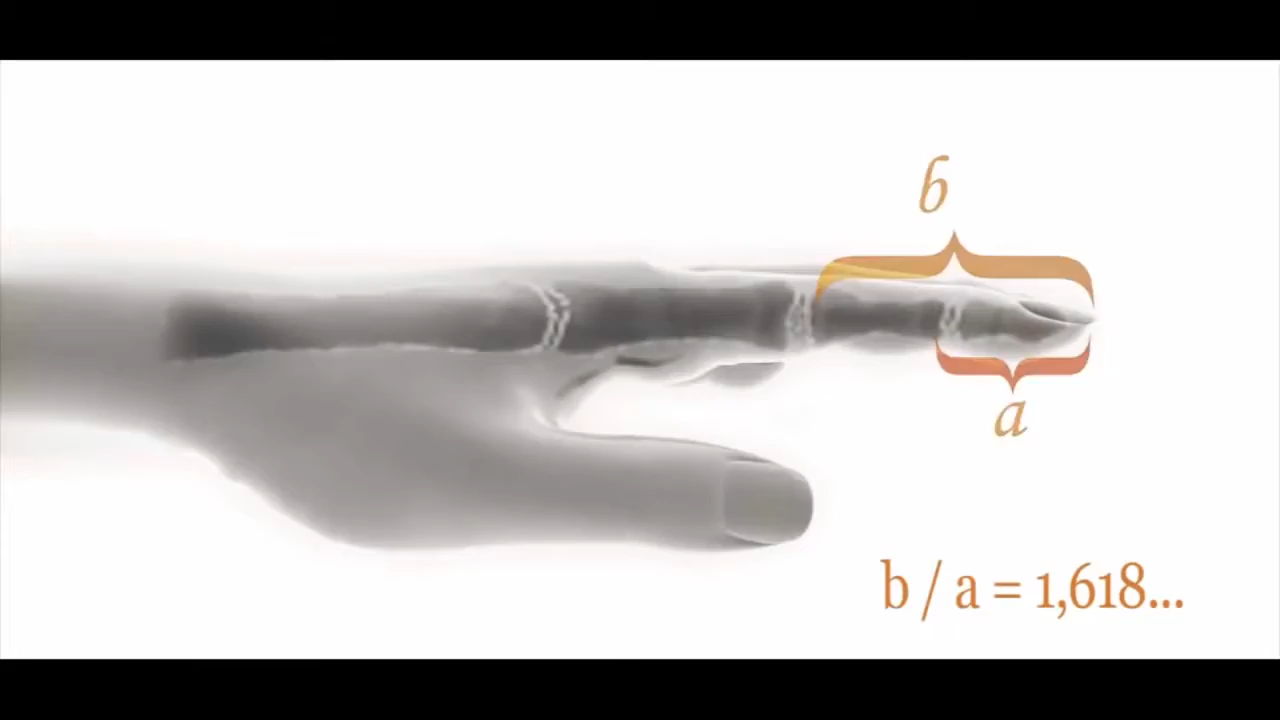 b
a
b / a = 1,618...